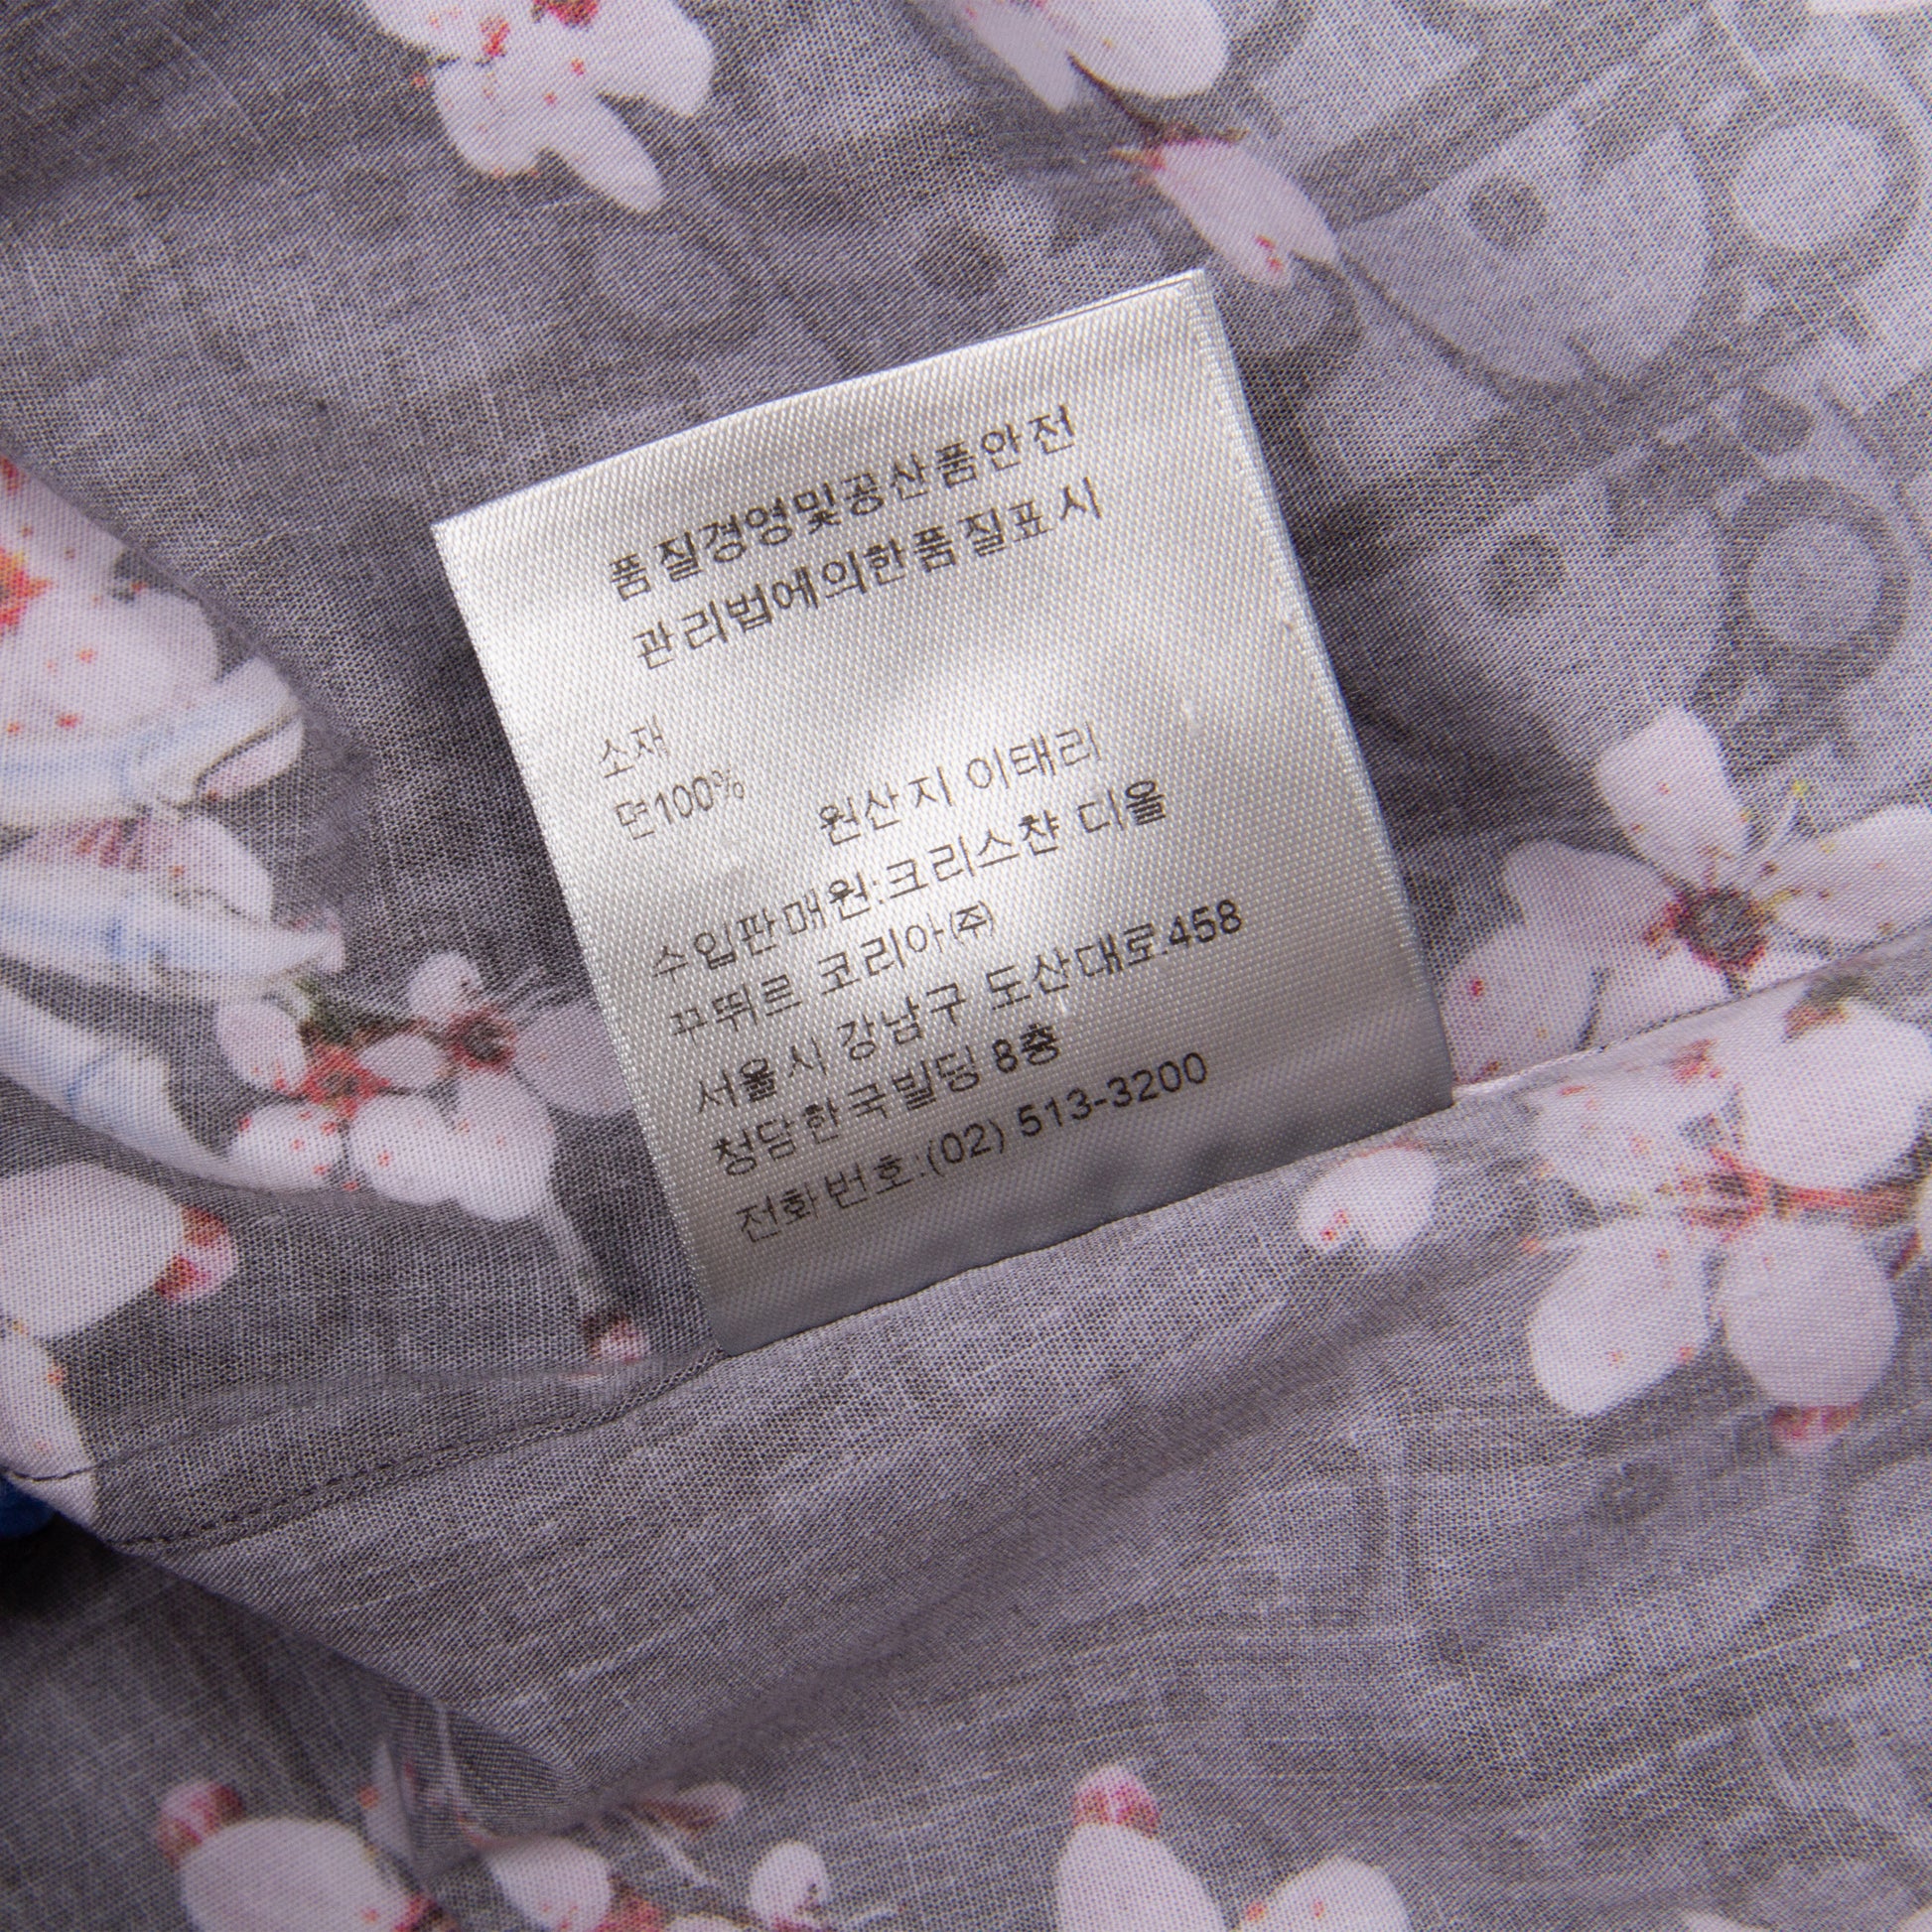 품질경영및공산품안전
관리법에의한품질표시
소재
면100%
원산지 이태리
수입판매원:크리스챤 디올
꾸뛰르 코리아㈜
서울시 강남구 도산대로.458
청담한국빌딩 8층
전화번호:(02) 513-3200